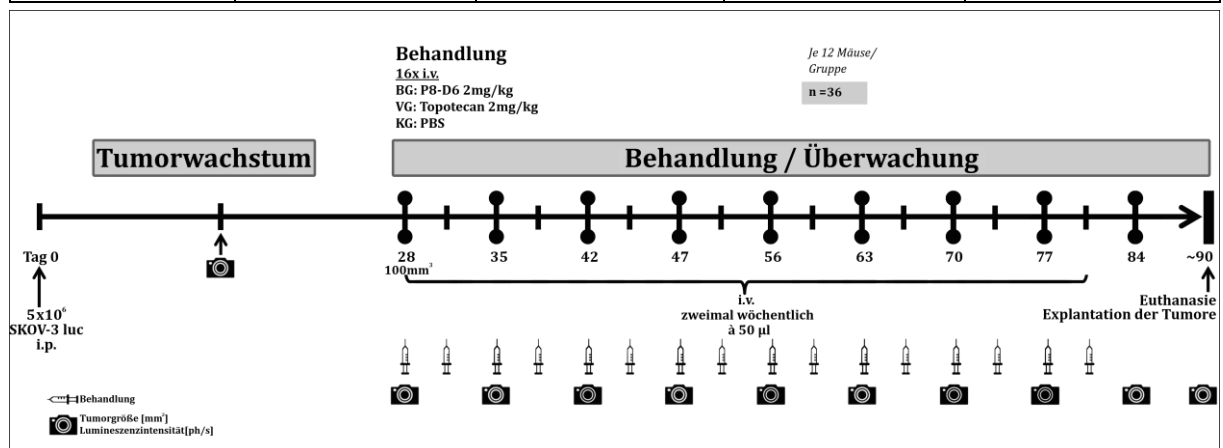 Behandlung
16x i.v.
BG: P8-D6 2mg/kg
VG: Topotecan 2mg/kg
KG: PBS
Je 12 Mäuse/
Gruppe
n =36
Tumorwachstum
Behandlung / Überwachung
Tag 0
28
35
42
47
56
63
70
77
84
~90
100mm³
5x10⁶
SKOV-3 luc
i.p.
i.v.
zweimal wöchentlich
à 50 µl
Euthanasie
Explantation der Tumore
Behandlung
Tumorgröße [mm³]
Lumineszenzintensität[ph/s]